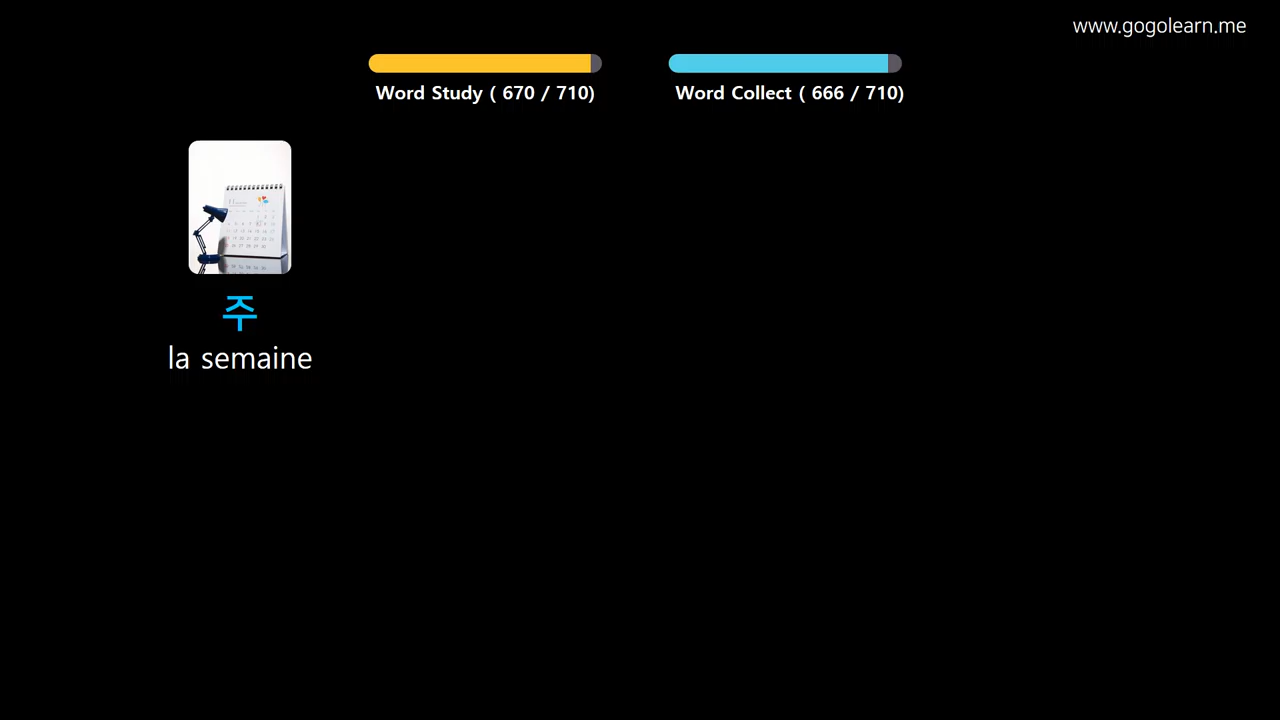 www.gogolearn.me
Word Study ( 670 / 710)
Word Collect ( 666 / 710)
주
la semaine